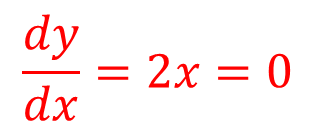 dy/dx = 2x = 0